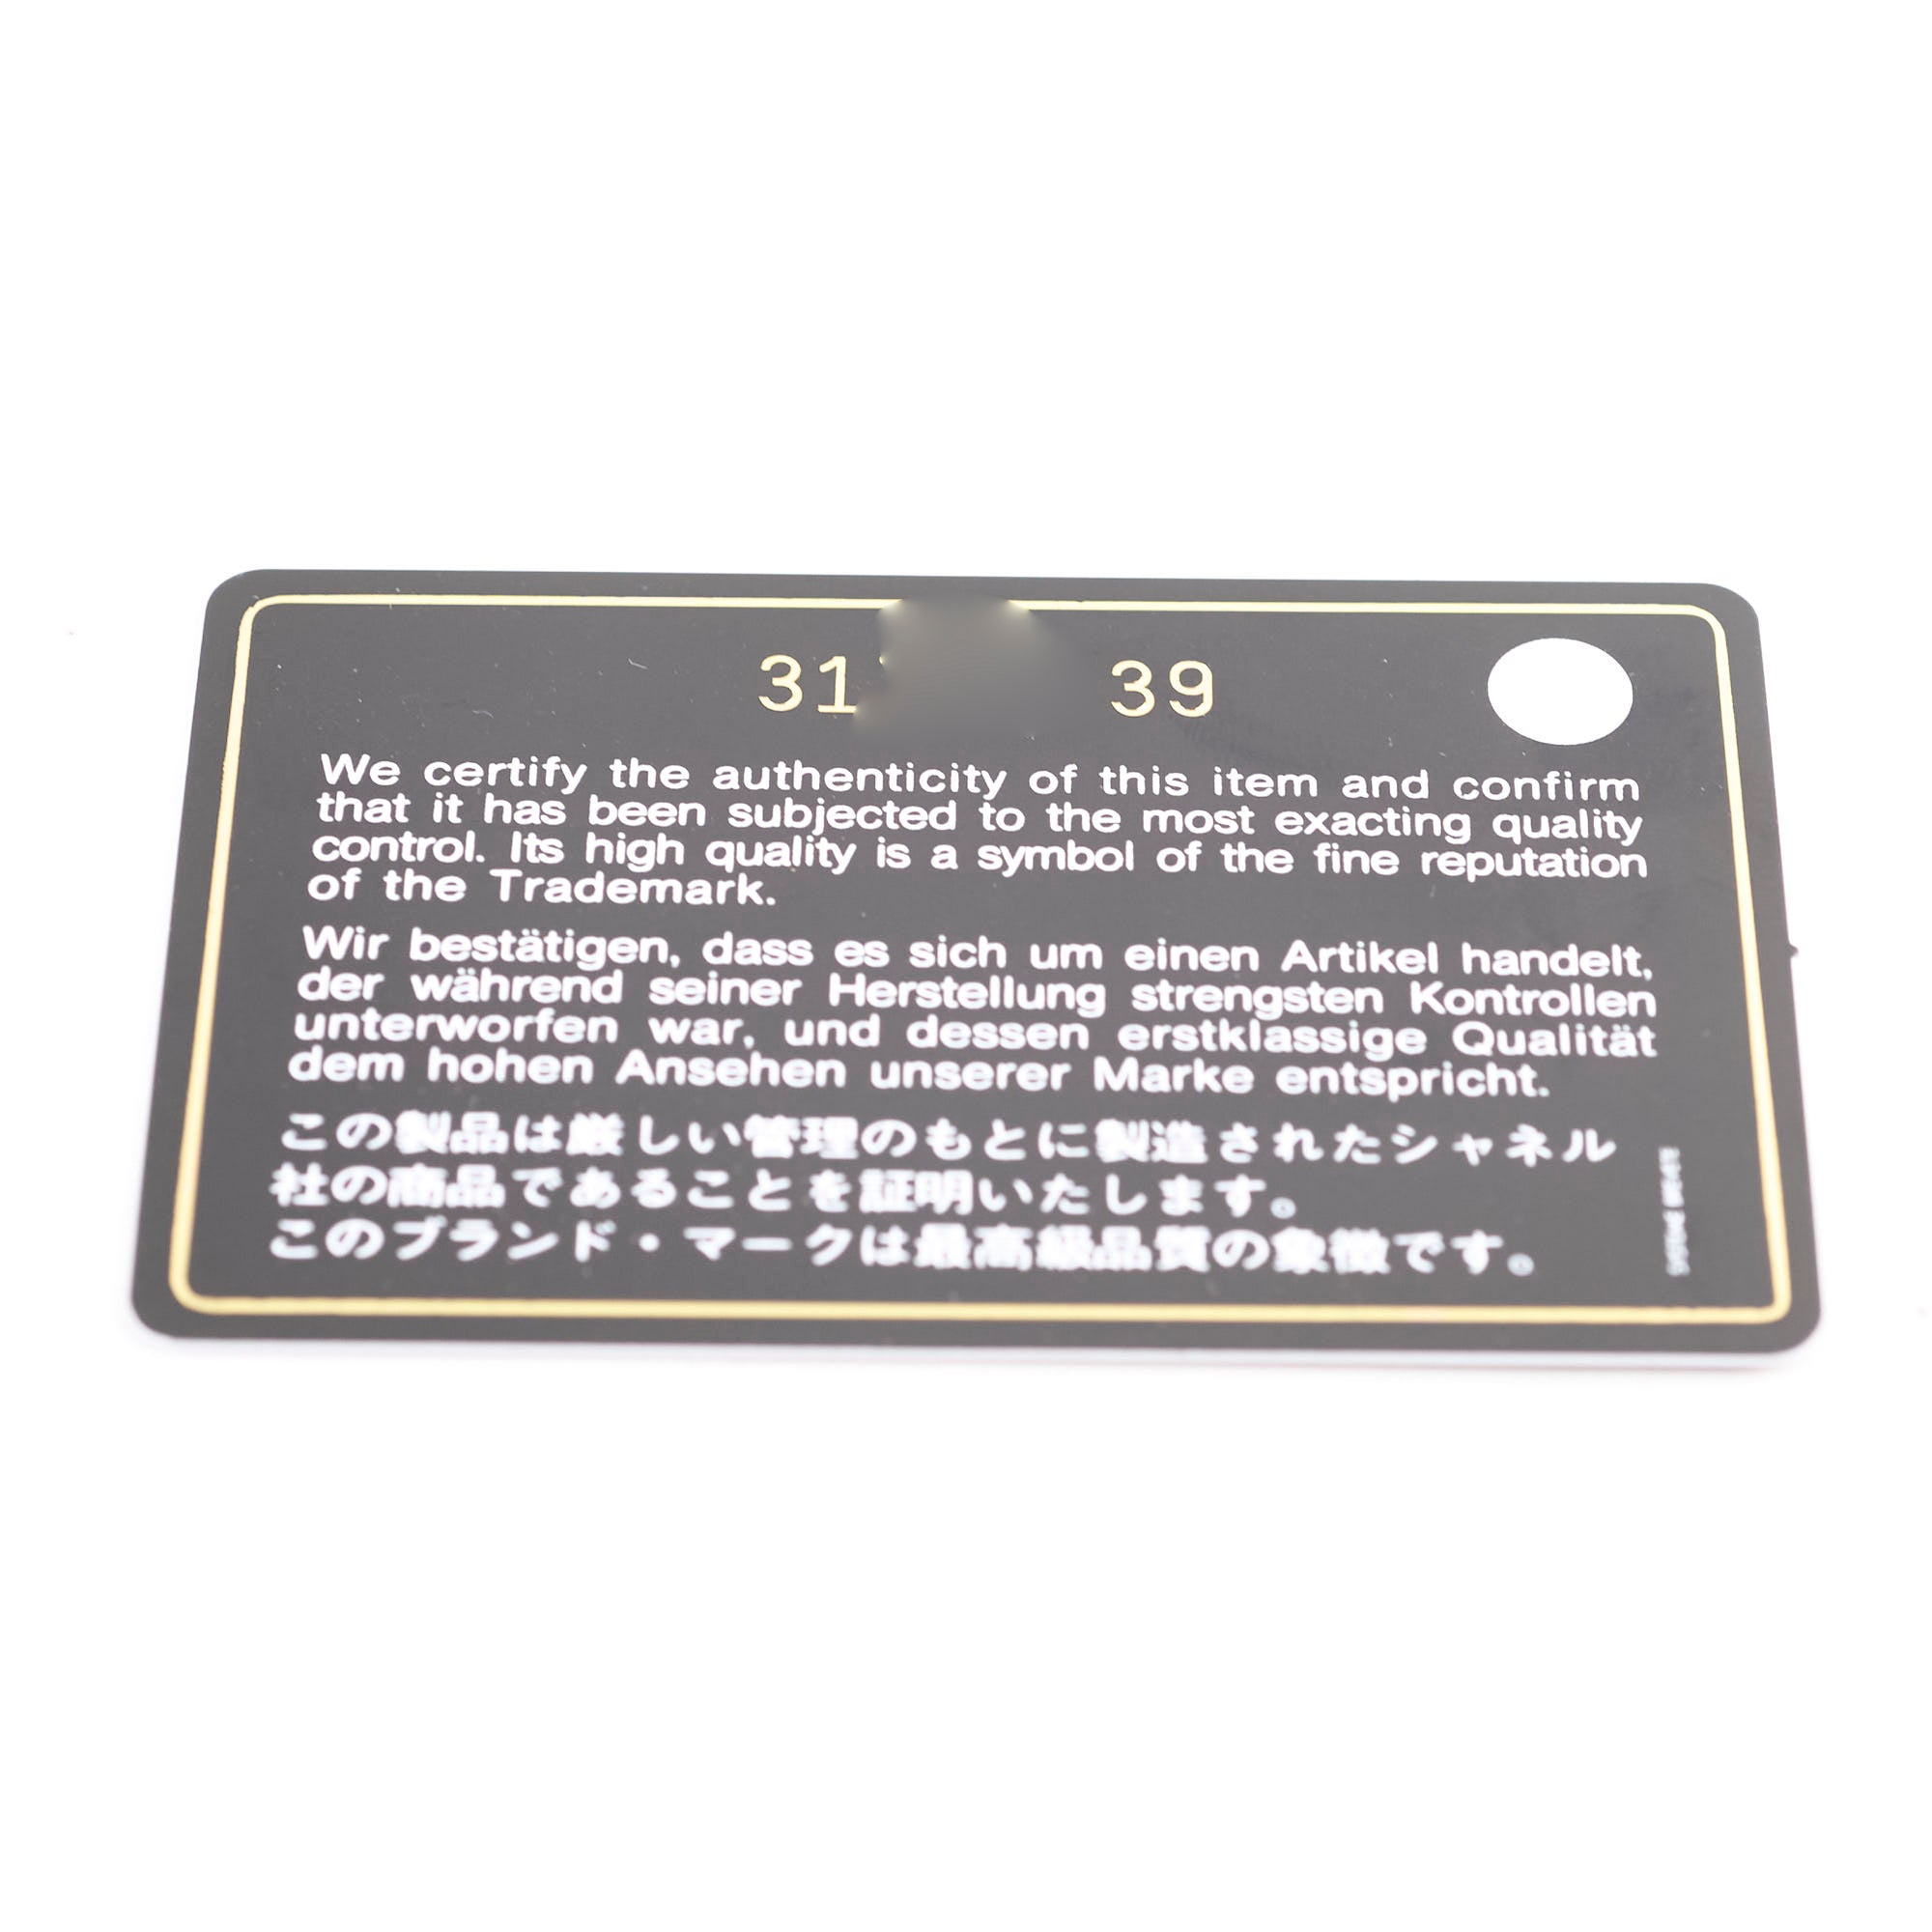 31 39
We certify the authenticity of this item and confirm
that it has been subjected to the most exacting quality
control. Its high quality is a symbol of the fine reputation
of the Trademark.
Wir bestätigen, dass es sich um einen Artikel handelt,
der während seiner Herstellung strengsten Kontrollen
unterworfen war, und dessen erstklassige Qualität
dem hohen Ansehen unserer Marke entspricht.
この製品は厳しい管理のもとに製造されたシャネル
社の商品であることを証明いたします。
このブランド・マークは最高級品質の象徴です。